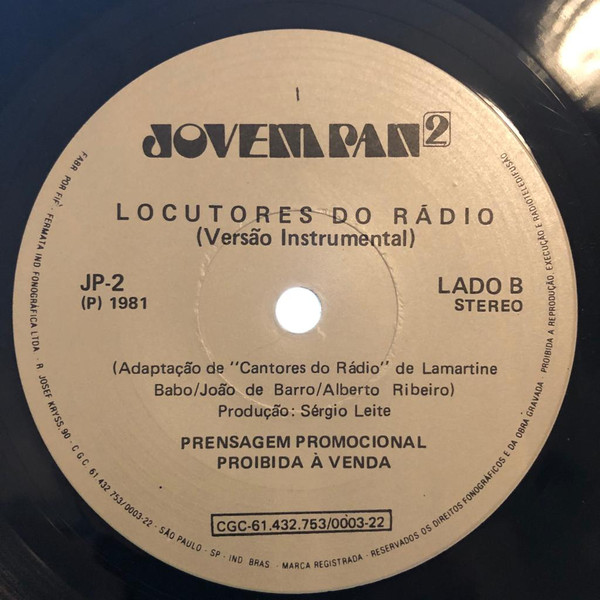 JOVEM PAN 2
LOCUTORES DO RÁDIO
(Versão Instrumental)
JP-2
(P) 1981
LADO B
STEREO
(Adaptação de "Cantores do Rádio" de Lamartine
Babo/João de Barro/Alberto Ribeiro)
Produção: Sérgio Leite
PRENSAGEM PROMOCIONAL
PROIBIDA À VENDA
CGC-61.432.753/0003-22
FABR POR FIF - FERMATA IND FONOGRÁFICA LTDA. - R. JOSEF KRYSS, 90 - C G C 61 432 753/0003-22 - SÃO PAULO - SP - IND BRAS - MARCA REGISTRADA - RESERVADOS OS DIREITOS FONOGRÁFICOS E DA OBRA GRAVADA PROIBIDA A REPRODUÇÃO, EXECUÇÃO E RADIOTELEDIFUSÃO